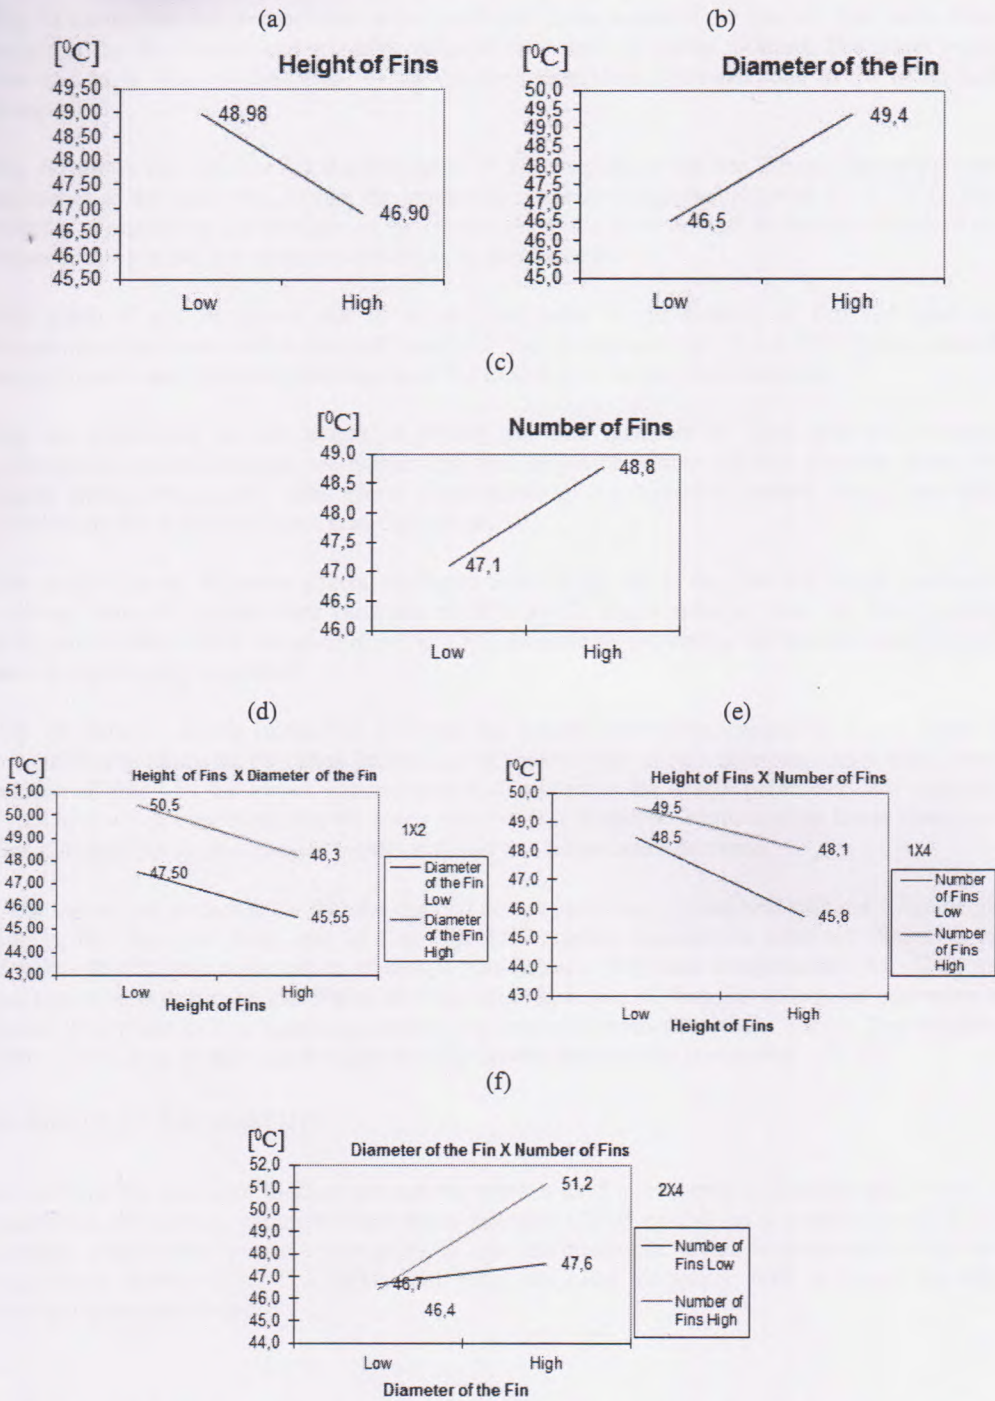 (a)
[⁰C]
Height of Fins
49,50
49,00
48,50
48,00
47,50
47,00
46,50
46,00
45,50
48,98
46,90
Low High
(b)
[⁰C]
Diameter of the Fin
50,0
49,5
49,0
48,5
48,0
47,5
47,0
46,5
46,0
45,5
45,0
49,4
46,5
Low High
(c)
[⁰C]
Number of Fins
49,0
48,5
48,0
47,5
47,0
46,5
46,0
48,8
47,1
Low High
(d)
[⁰C]
Height of Fins X Diameter of the Fin
51,00
50,00
49,00
48,00
47,00
46,00
45,00
44,00
43,00
50,5
48,3
47,50
45,55
Low High
Height of Fins
1X2
Diameter
of the Fin
Low
Diameter
of the Fin
High
(e)
[⁰C]
Height of Fins X Number of Fins
50,0
49,0
48,0
47,0
46,0
45,0
44,0
43,0
49,5
48,5
48,1
45,8
Low High
Height of Fins
1X4
Number
of Fins
Low
Number
of Fins
High
(f)
[⁰C]
Diameter of the Fin X Number of Fins
52,0
51,0
50,0
49,0
48,0
47,0
46,0
45,0
44,0
51,2
47,6
46,7
46,4
Low High
Diameter of the Fin
2X4
Number of
Fins Low
Number of
Fins High